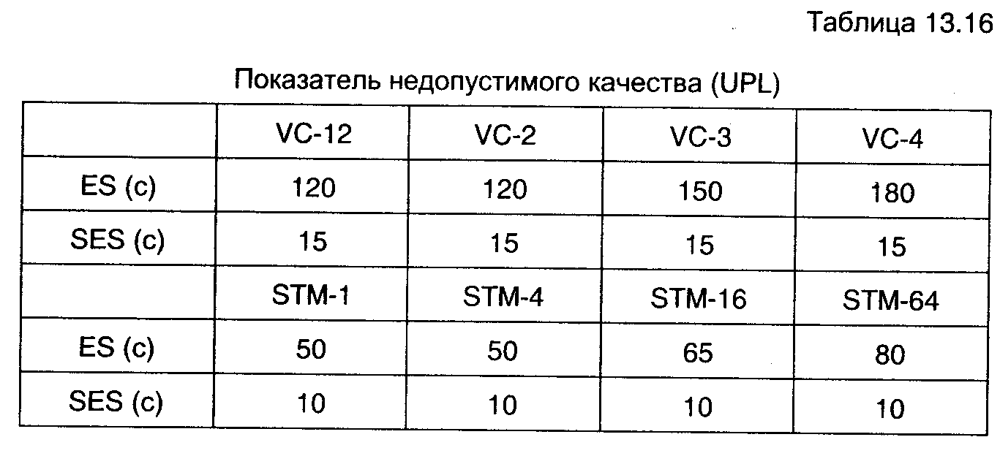 Таблица 13.16
Показатель недопустимого качества (UPL)
VC-12 VC-2 VC-3 VC-4
ES (с) 120 120 150 180
SES (с) 15 15 15 15
STM-1 STM-4 STM-16 STM-64
ES (с) 50 50 65 80
SES (с) 10 10 10 10